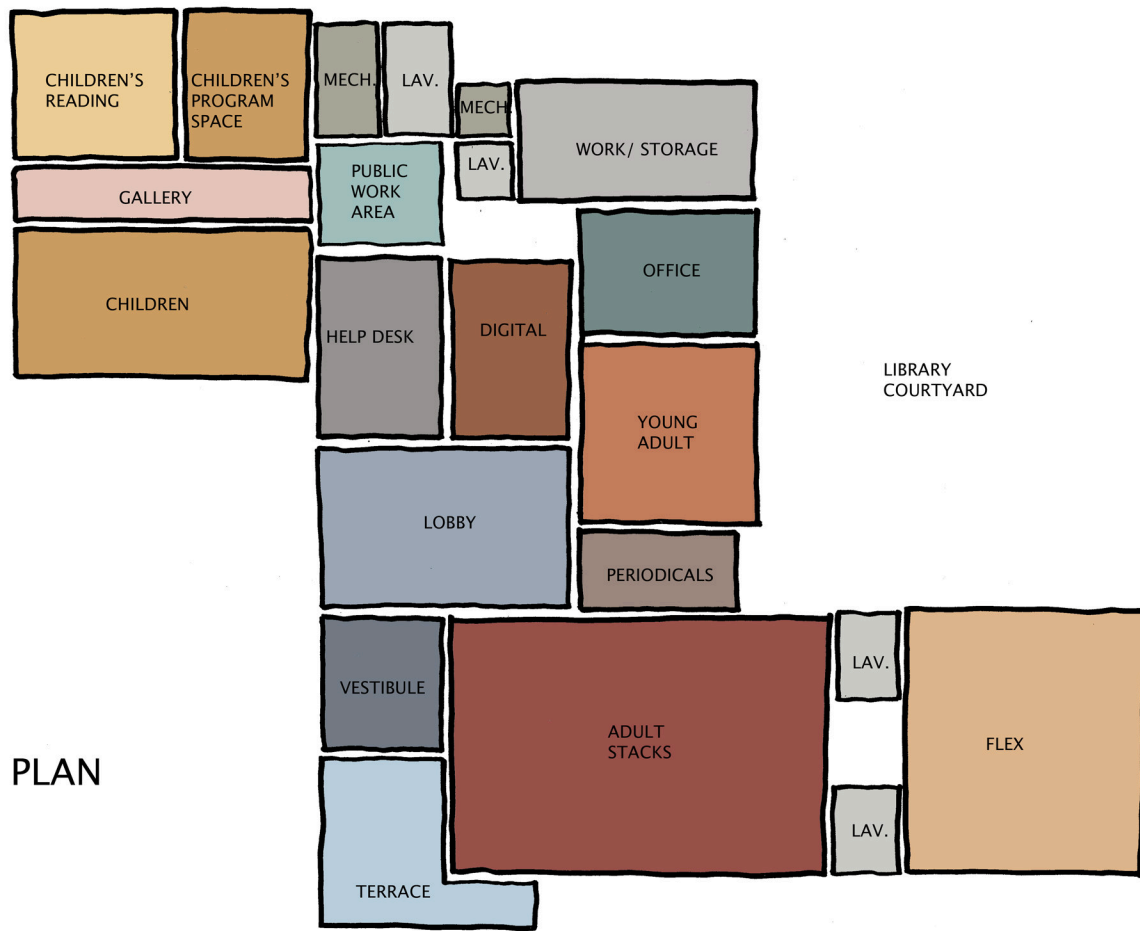 CHILDREN'S
READING
CHILDREN'S
PROGRAM
SPACE
MECH.
LAV.
MECH.
WORK/ STORAGE
LAV.
PUBLIC
WORK
AREA
GALLERY
OFFICE
CHILDREN
HELP DESK
DIGITAL
LIBRARY
COURTYARD
YOUNG
ADULT
LOBBY
PERIODICALS
VESTIBULE
LAV.
ADULT
STACKS
FLEX
PLAN
LAV.
TERRACE